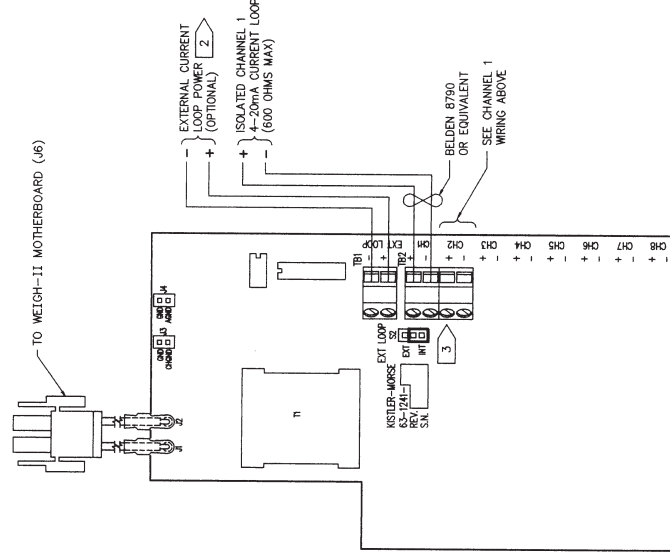 TO WEIGH-II MOTHERBOARD (J6)
EXTERNAL CURRENT
LOOP POWER
(OPTIONAL)
2
-
+
ISOLATED CHANNEL 1
4-20mA CURRENT LOOP
(600 OHMS MAX)
+
-
BELDEN 8790
OR EQUIVALENT
SEE CHANNEL 1
WIRING ABOVE
J1
J2
J3
GND
CHGND
J4
GND
AGND
T1
TB1
EXT LOOP
- +
TB2
CH1
+ -
CH2
+ -
CH3
+ -
CH4
+ -
CH5
+ -
CH6
+ -
CH7
+ -
CH8
+ -
EXT LOOP
S2
EXT
INT
3
KISTLER-MORSE
63-1241-
REV.
S.N.